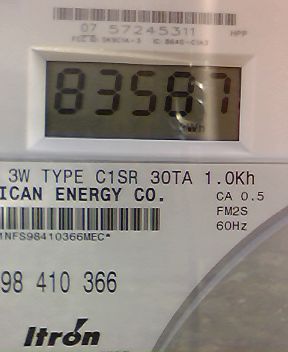 07 57245311 HPP
83587
3W TYPE C1SR 30TA 1.0Kh
ICAN ENERGY CO.
CA 0.5
FM2S
60Hz
98 410 366
Itron